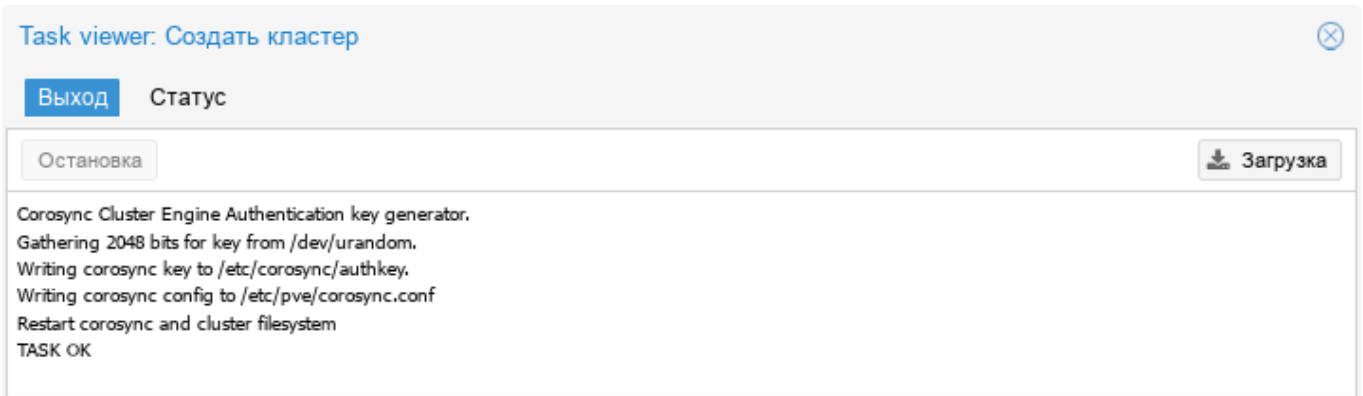 Task viewer: Создать кластер
Выход Статус
Остановка Загрузка
Corosync Cluster Engine Authentication key generator.
Gathering 2048 bits for key from /dev/urandom.
Writing corosync key to /etc/corosync/authkey.
Writing corosync config to /etc/pve/corosync.conf
Restart corosync and cluster filesystem
TASK OK